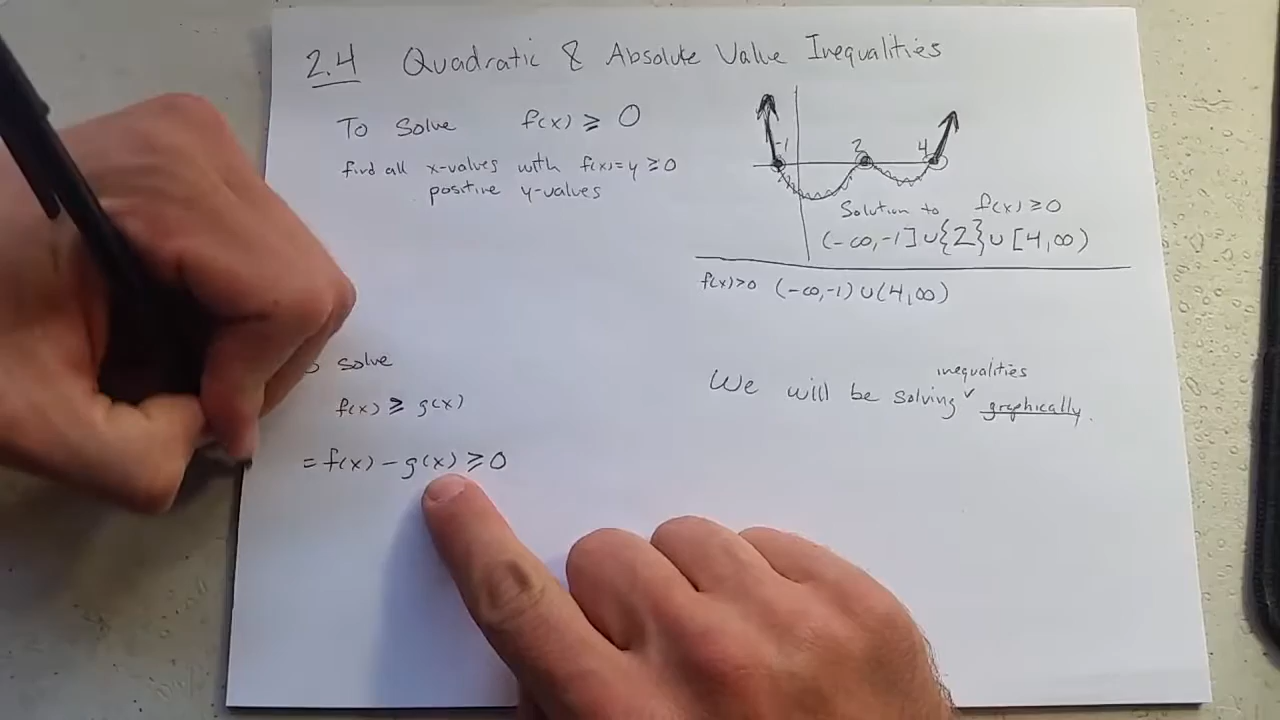 2.4 Quadratic & Absolute Value Inequalities
To Solve f(x) ≥ 0
find all x-values with f(x)=y ≥ 0
positive y-values
-1 2 4
Solution to f(x) ≥ 0
(-∞,-1]∪{2}∪[4,∞)
f(x)>0 (-∞,-1)∪(4,∞)
solve
f(x) ≥ g(x)
= f(x) - g(x) ≥ 0
inequalities
We will be solving ˅ graphically.